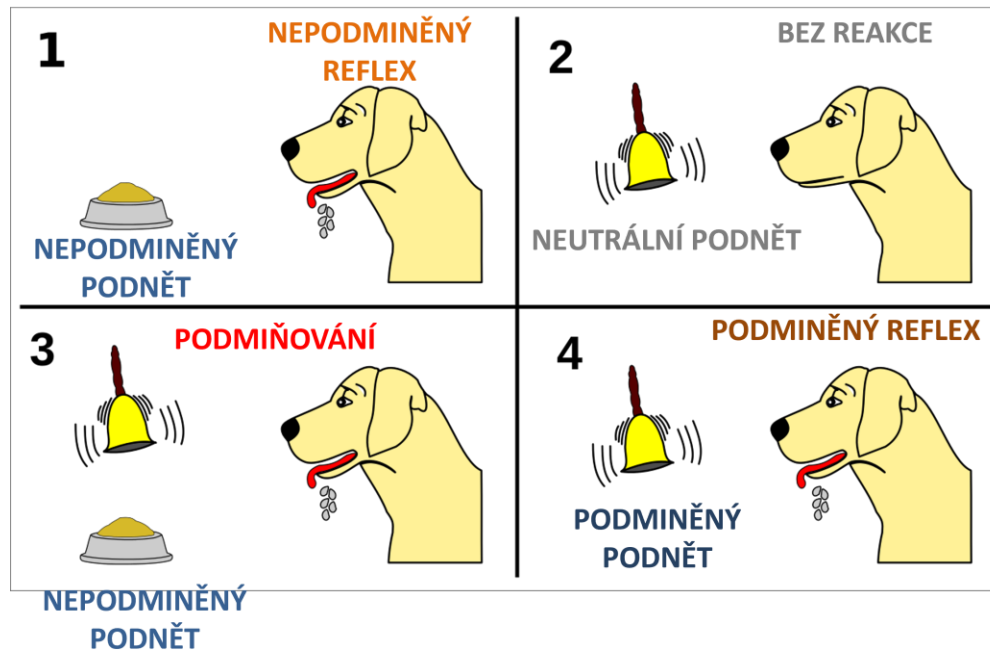 1
NEPODMINĚNÝ
REFLEX
NEPODMINĚNÝ
PODNĚT
2
BEZ REAKCE
NEUTRÁLNÍ PODNĚT
3
PODMIŇOVÁNÍ
NEPODMINĚNÝ
PODNĚT
4
PODMINĚNÝ REFLEX
PODMINĚNÝ
PODNĚT